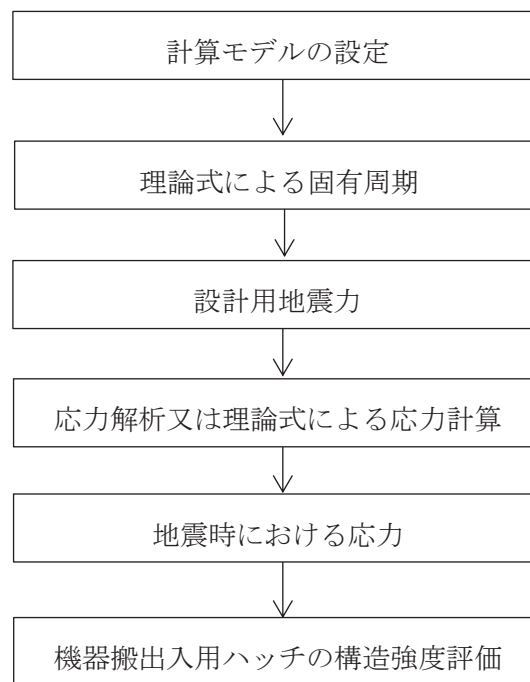 計算モデルの設定
理論式による固有周期
設計用地震力
応力解析又は理論式による応力計算
地震時における応力
機器搬出入用ハッチの構造強度評価